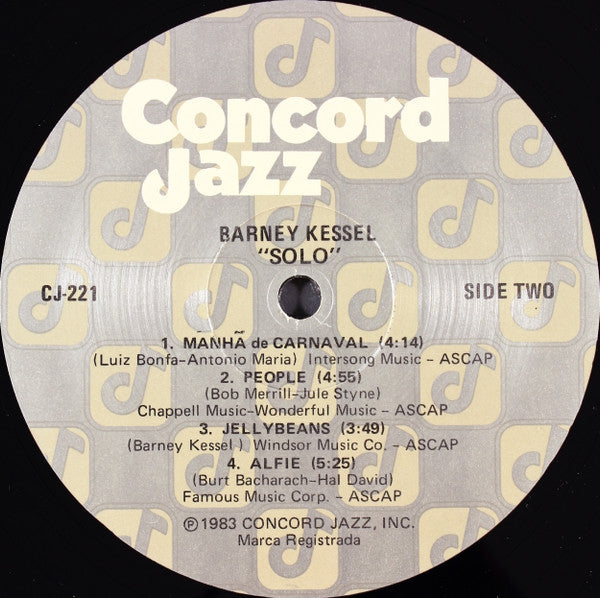 Concord
Jazz
BARNEY KESSEL
"SOLO"
CJ-221
SIDE TWO
1. MÃNHÃ de CARNAVAL (4:14)
(Luiz Bonfa-Antonio Maria) Intersong Music - ASCAP
2. PEOPLE (4:55)
(Bob Merrill-Jule Styne)
Chappell Music-Wonderful Music - ASCAP
3. JELLYBEANS (3:49)
(Barney Kessel ) Windsor Music Co. - ASCAP
4. ALFIE (5:25)
(Burt Bacharach-Hal David)
Famous Music Corp. - ASCAP
℗ 1983 CONCORD JAZZ, INC.
Marca Registrada